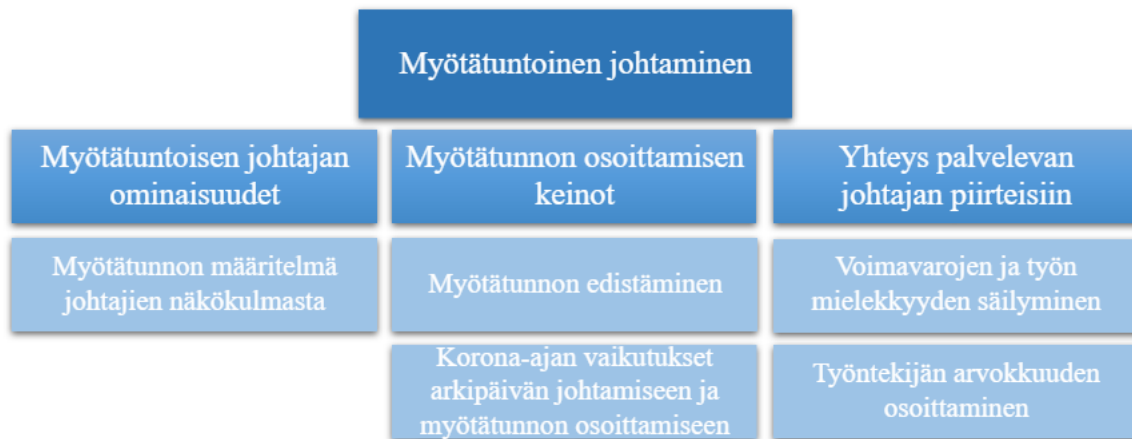 Myötätuntoinen johtaminen
Myötätuntoisen johtajan
ominaisuudet
Myötätunnon osoittamisen
keinot
Yhteys palvelevan
johtajan piirteisiin
Myötätunnon määritelmä
johtajien näkökulmasta
Myötätunnon edistäminen
Voimavarojen ja työn
mielekkyyden säilyminen
Korona-ajan vaikutukset
arkipäivän johtamiseen ja
myötätunnon osoittamiseen
Työntekijän arvokkuuden
osoittaminen